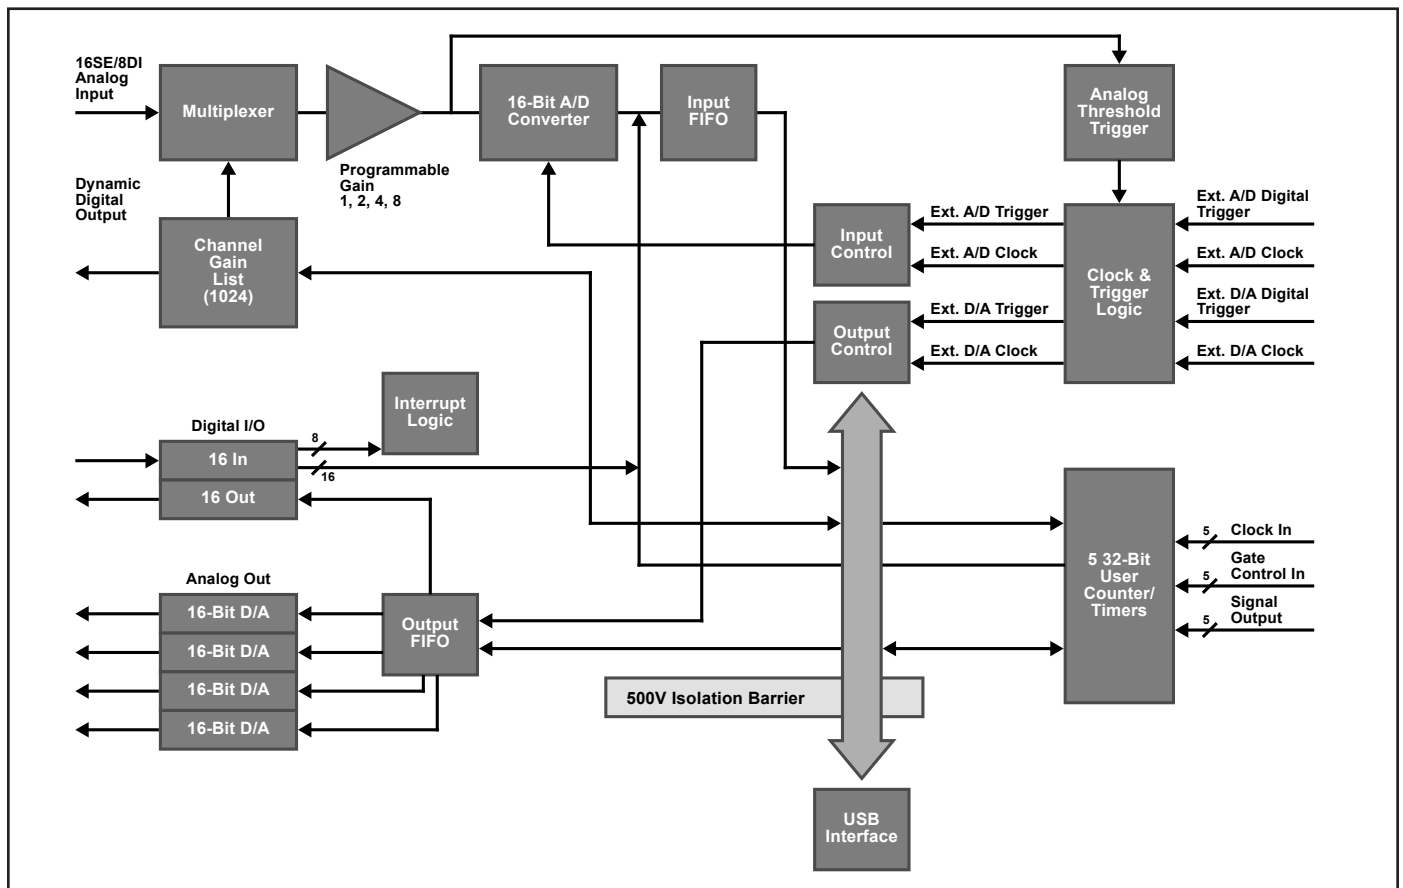 16SE/8DI
Analog
Input
Multiplexer
Programmable
Gain
1, 2, 4, 8
16-Bit A/D
Converter
Input
FIFO
Analog
Threshold
Trigger
Dynamic
Digital
Output
Channel
Gain
List
(1024)
Input
Control
Ext. A/D Trigger
Ext. A/D Clock
Output
Control
Ext. D/A Trigger
Ext. D/A Clock
Clock &
Trigger
Logic
Ext. A/D Digital
Trigger
Ext. A/D Clock
Ext. D/A Digital
Trigger
Ext. D/A Clock
Interrupt
Logic
Digital I/O
16 In
8
16
16 Out
Analog Out
16-Bit D/A
16-Bit D/A
16-Bit D/A
16-Bit D/A
Output
FIFO
5 32-Bit
User
Counter/
Timers
5
Clock In
5
Gate
Control In
5
Signal
Output
500V Isolation Barrier
USB
Interface